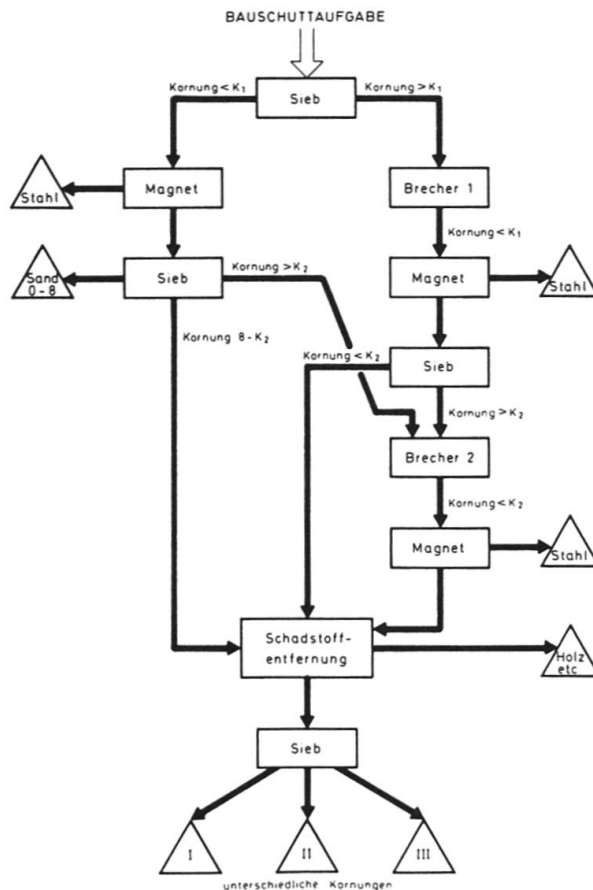 BAUSCHUTTAUFGABE
Kornung<K₁
Kornung>K₁
Sieb
Stahl
Magnet
Brecher 1
Kornung<K₁
Sand
0-8
Sieb
Kornung>K₂
Magnet
Stahl
Kornung 8-K₂
Kornung<K₂
Sieb
Kornung>K₂
Brecher 2
Kornung<K₂
Magnet
Stahl
Schadstoff-
entfernung
Holz
etc
Sieb
I
II
III
unterschiedliche Kornungen